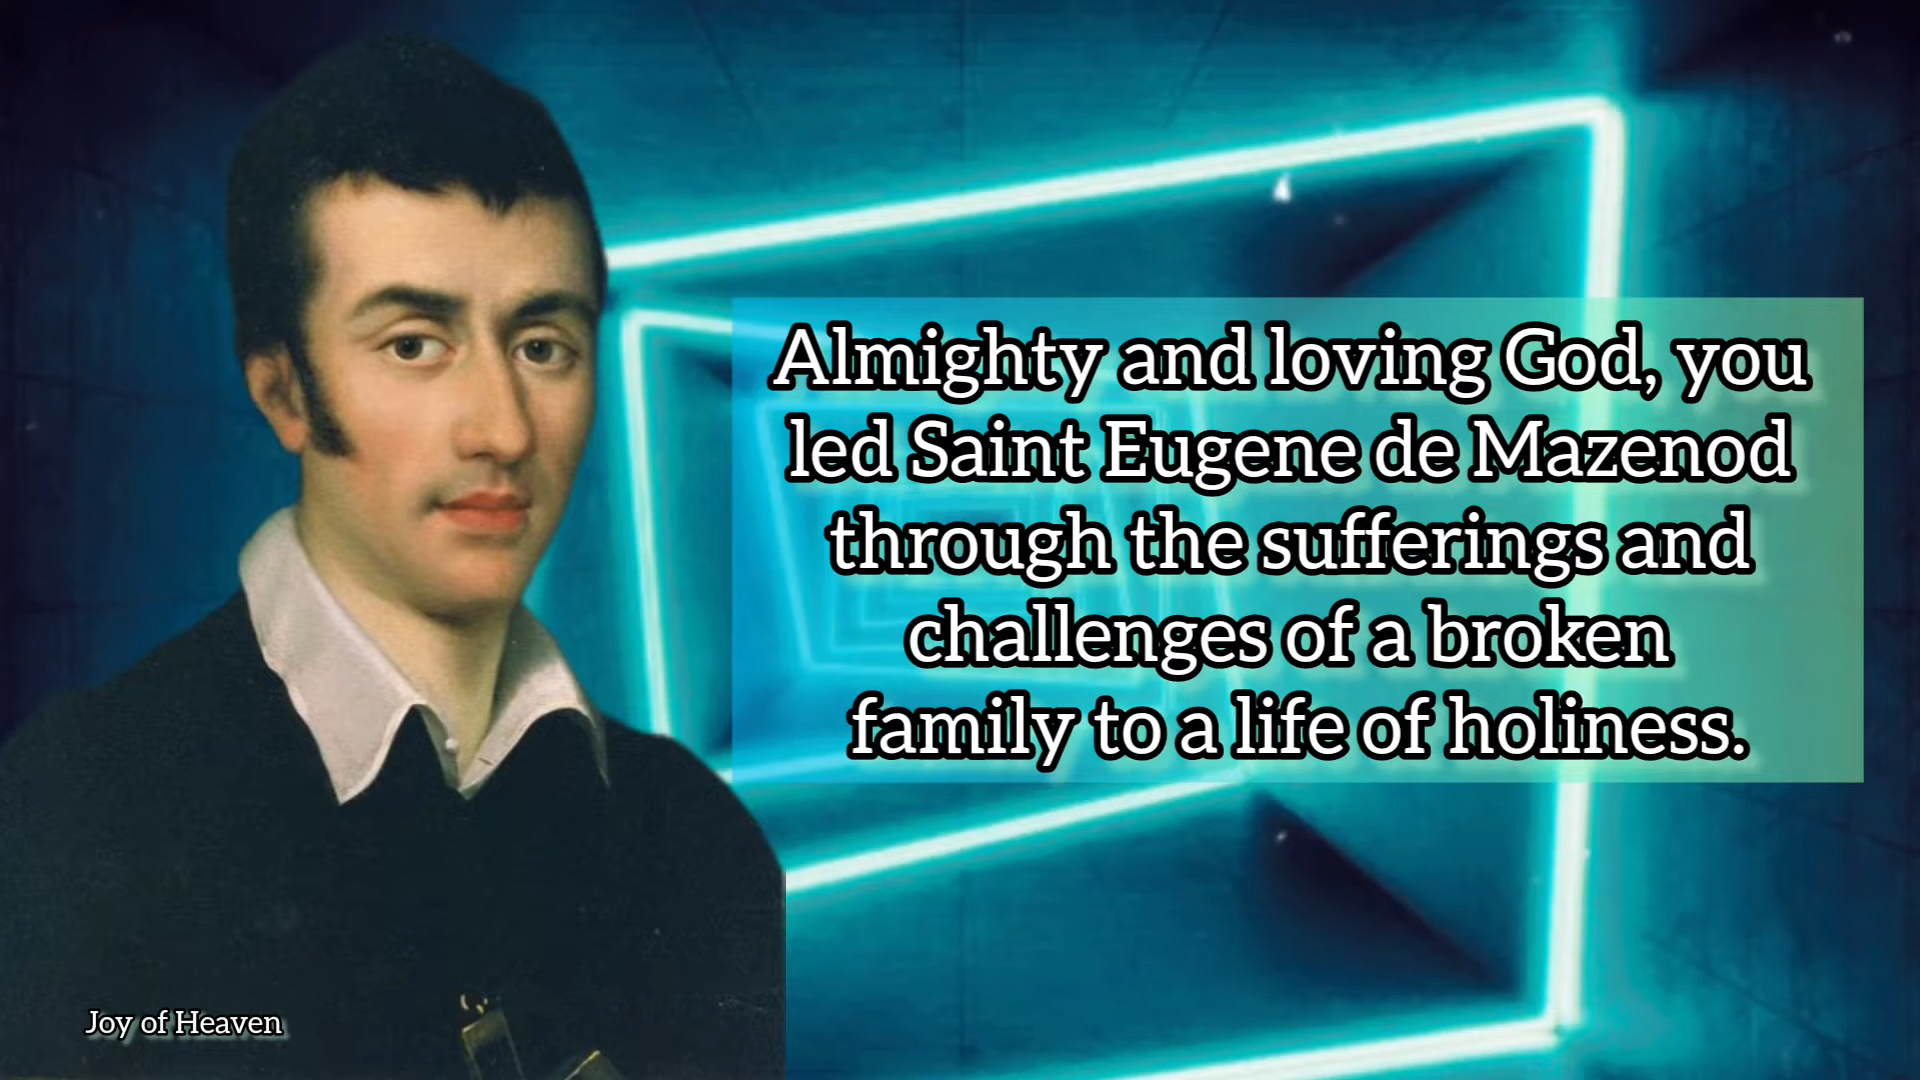 Almighty and loving God, you
led Saint Eugene de Mazenod
through the sufferings and
challenges of a broken
family to a life of holiness.
Joy of Heaven